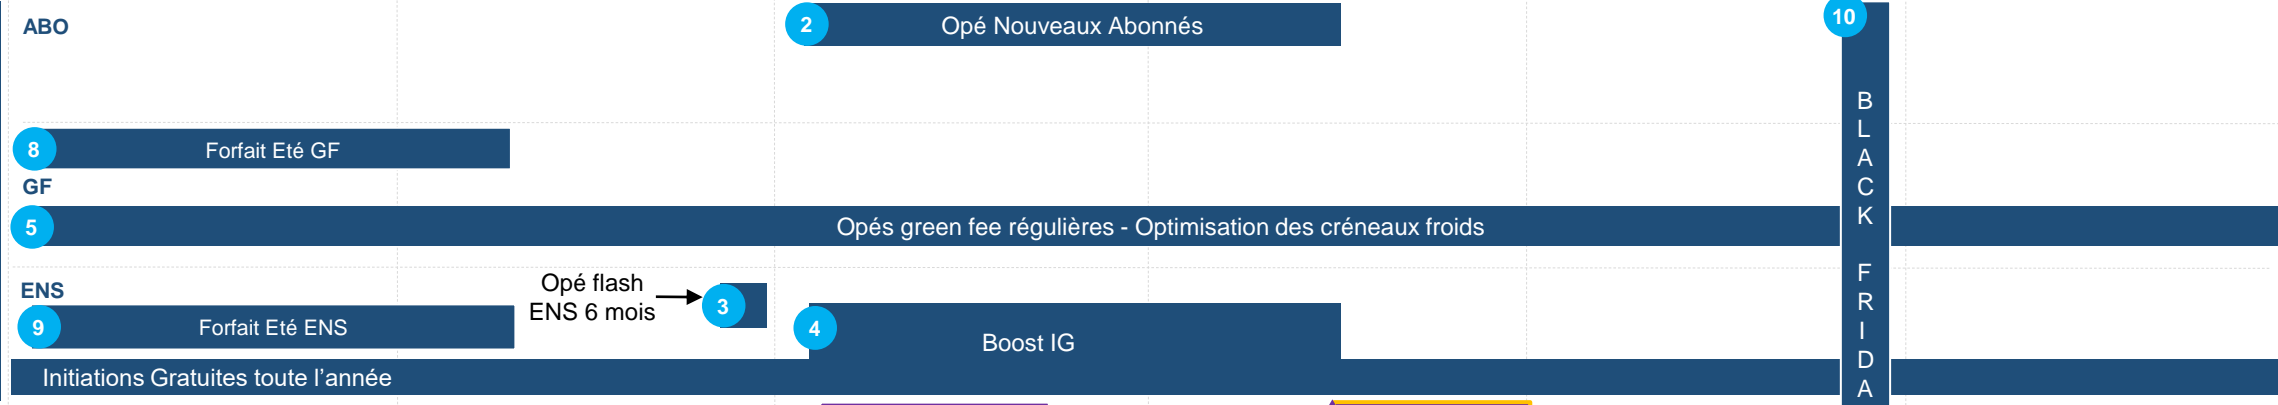 ABO
2
Opé Nouveaux Abonnés
10
8
Forfait Eté GF
GF
5
Opés green fee régulières - Optimisation des créneaux froids
ENS
Opé flash
ENS 6 mois
3
9
Forfait Eté ENS
4
Boost IG
Initiations Gratuites toute l’année
B
L
A
C
K
F
R
I
D
A